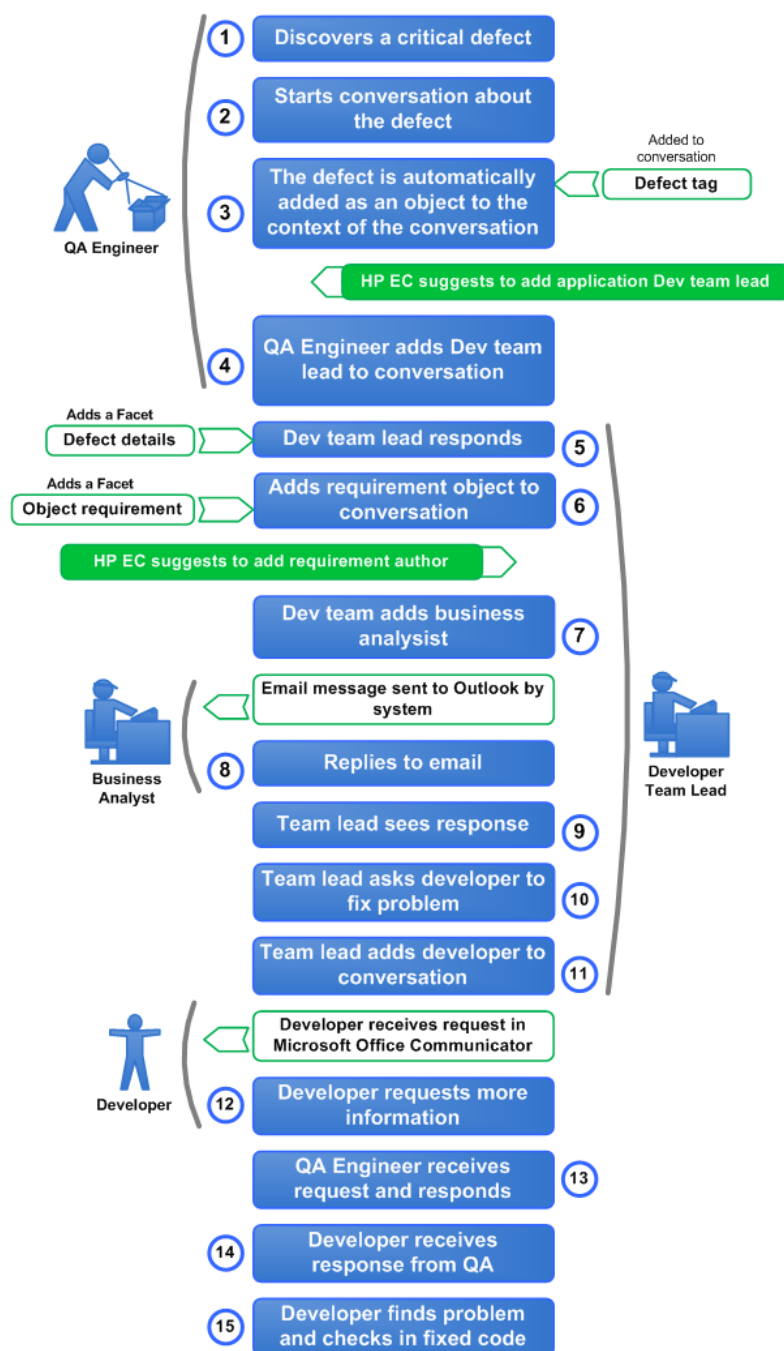 1
Discovers a critical defect
2
Starts conversation about
the defect
Added to
conversation
Defect tag
3
The defect is automatically
added as an object to the
context of the conversation
QA Engineer
HP EC suggests to add application Dev team lead
4
QA Engineer adds Dev team
lead to conversation
Adds a Facet
Defect details
Dev team lead responds
5
Adds a Facet
Object requirement
Adds requirement object to
conversation
6
HP EC suggests to add requirement author
Dev team adds business
analysist
7
Email message sent to Outlook by
system
Business
Analyst
8
Replies to email
Developer
Team Lead
Team lead sees response
9
Team lead asks developer to
fix problem
10
Team lead adds developer to
conversation
11
Developer receives request in
Microsoft Office Communicator
Developer
12
Developer requests more
information
QA Engineer receives
request and responds
13
14
Developer receives
response from QA
15
Developer finds problem
and checks in fixed code